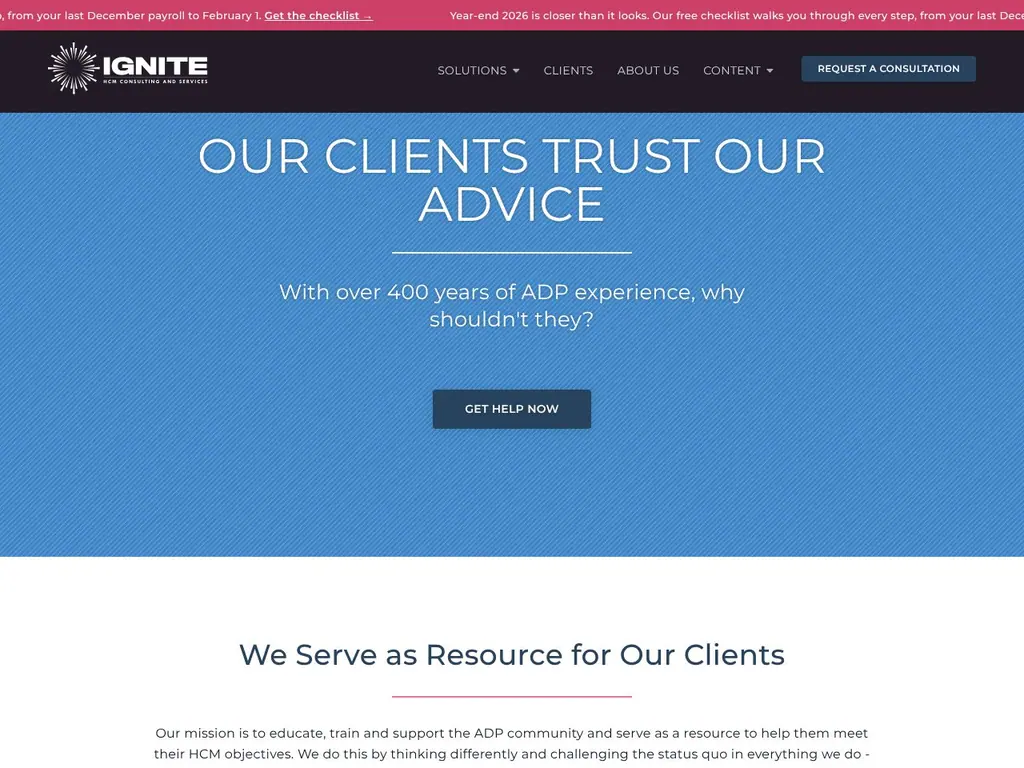 , from your last December payroll to February 1. Get the checklist →
Year-end 2026 is closer than it looks. Our free checklist walks you through every step, from your last Dece
IGNITE
HCM CONSULTING AND SERVICES
SOLUTIONS
CLIENTS
ABOUT US
CONTENT
REQUEST A CONSULTATION
OUR CLIENTS TRUST OUR
ADVICE
With over 400 years of ADP experience, why
shouldn't they?
GET HELP NOW
We Serve as Resource for Our Clients
Our mission is to educate, train and support the ADP community and serve as a resource to help them meet
their HCM objectives. We do this by thinking differently and challenging the status quo in everything we do -